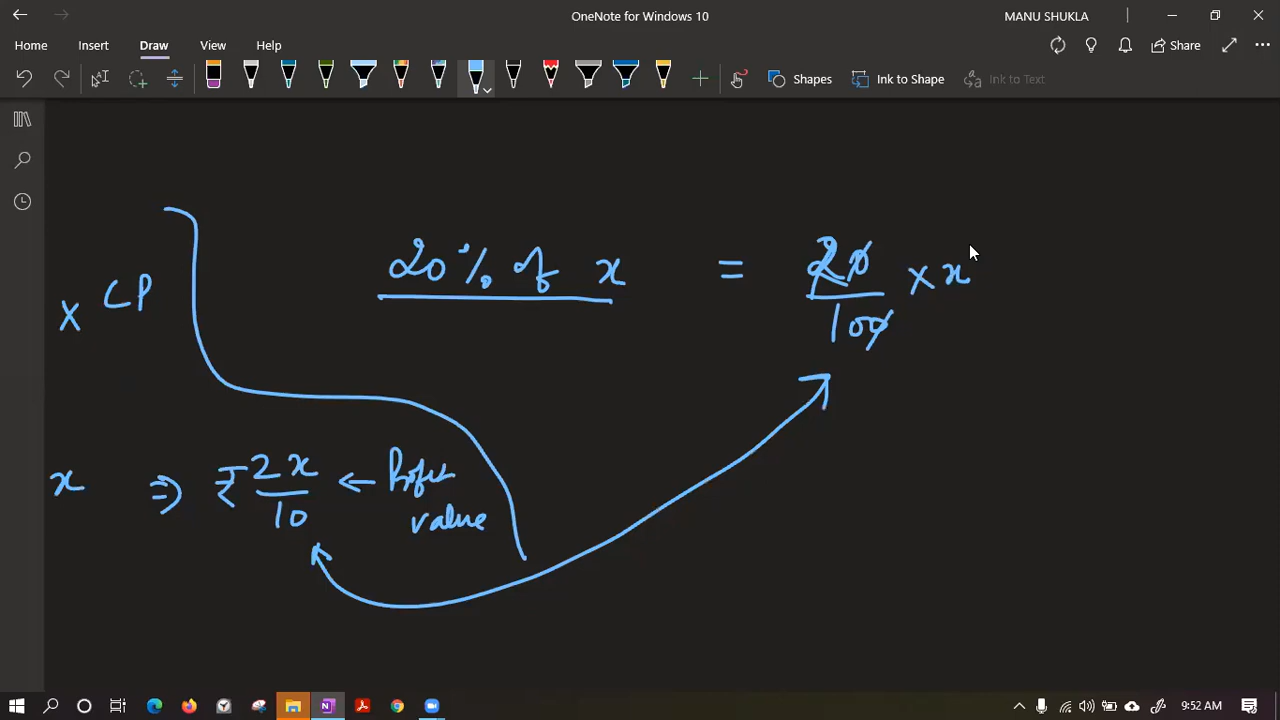 OneNote for Windows 10
MANU SHUKLA
Home Insert Draw View Help
Share
Shapes
Ink to Shape
Ink to Text
20% of x = 20/100 × x
× CP
x ⇒ ₹ 2x/10 ← Profit
value
9:52 AM